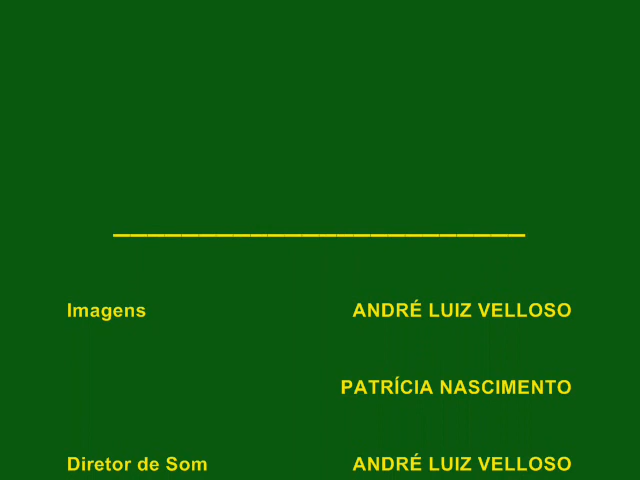 Imagens ANDRÉ LUIZ VELLOSO
PATRÍCIA NASCIMENTO
Diretor de Som ANDRÉ LUIZ VELLOSO